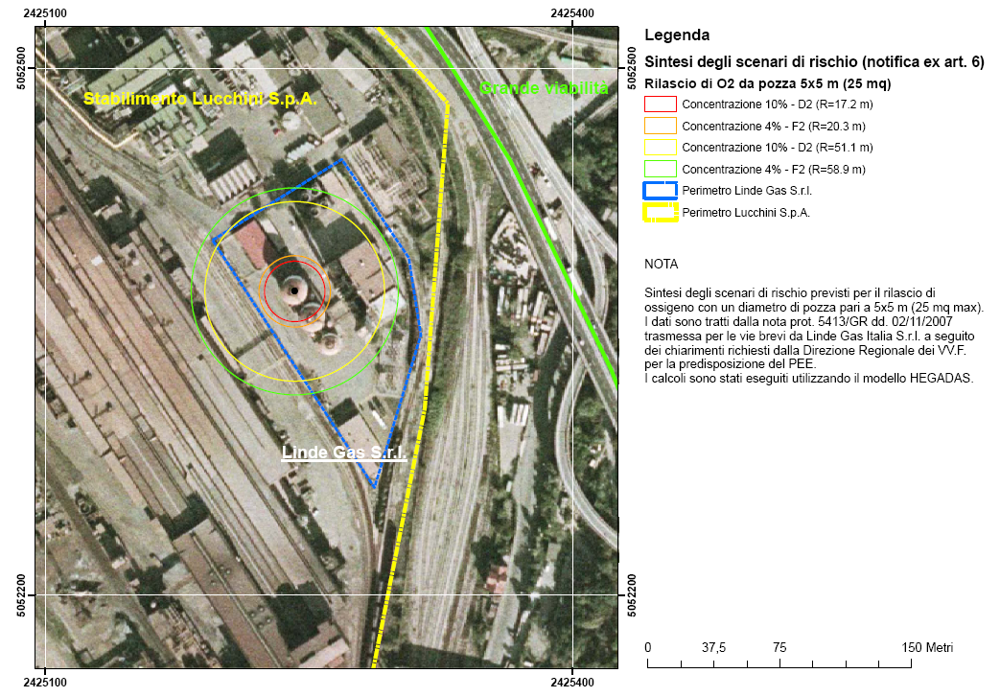 2425100
2425400
5052500
5052500
Stabilimento Lucchini S.p.A.
Grande viabilità
Linde Gas S.r.l.
5052200
5052200
2425100
2425400
Legenda
Sintesi degli scenari di rischio (notifica ex art. 6)
Rilascio di O2 da pozza 5x5 m (25 mq)
Concentrazione 10% - D2 (R=17.2 m)
Concentrazione 4% - F2 (R=20.3 m)
Concentrazione 10% - D2 (R=51.1 m)
Concentrazione 4% - F2 (R=58.9 m)
Perimetro Linde Gas S.r.l.
Perimetro Lucchini S.p.A.
NOTA
Sintesi degli scenari di rischio previsti per il rilascio di
ossigeno con un diametro di pozza pari a 5x5 m (25 mq max).
I dati sono tratti dalla nota prot. 5413/GR dd. 02/11/2007
trasmessa per le vie brevi da Linde Gas Italia S.r.l. a seguito
dei chiarimenti richiesti dalla Direzione Regionale dei VV.F.
per la predisposizione del PEE.
I calcoli sono stati eseguiti utilizzando il modello HEGADAS.
0 37,5 75 150 Metri